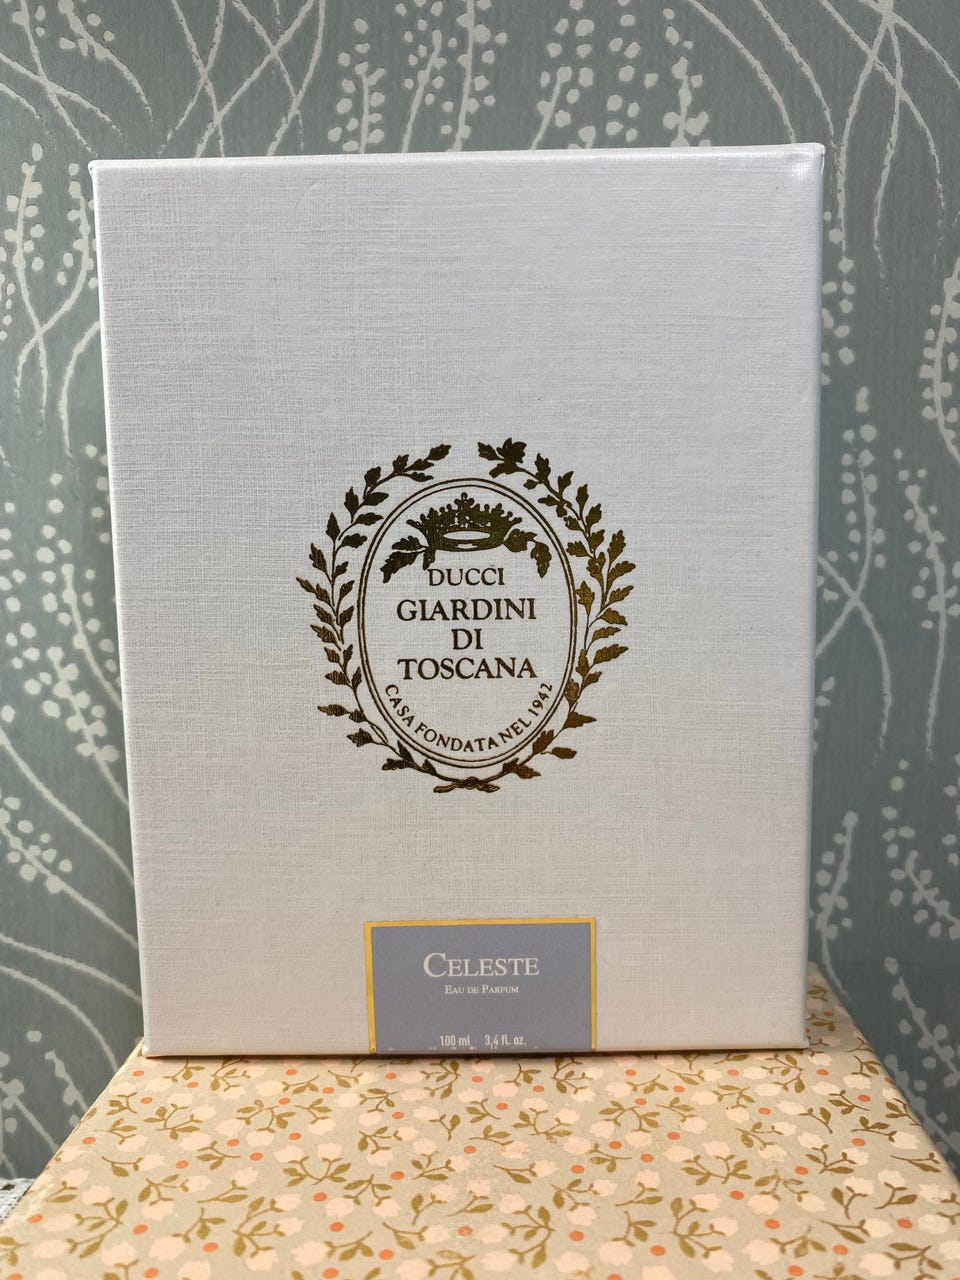 DUCCI
GIARDINI
DI
TOSCANA
CASA FONDATA NEL 1942
CELESTE
EAU DE PARFUM
100 ml 3,4 fl. oz.